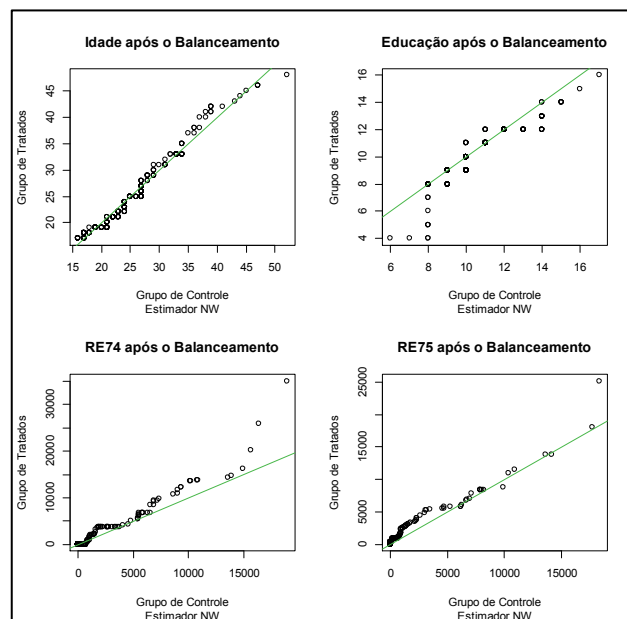 Idade após o Balanceamento
Grupo de Tratados
20 25 30 35 40 45
15 20 25 30 35 40 45 50
Grupo de Controle
Estimador NW
Educação após o Balanceamento
Grupo de Tratados
4 6 8 10 12 14 16
6 8 10 12 14 16
Grupo de Controle
Estimador NW
RE74 após o Balanceamento
Grupo de Tratados
0 10000 20000 30000
0 5000 10000 15000
Grupo de Controle
Estimador NW
RE75 após o Balanceamento
Grupo de Tratados
0 5000 15000 25000
0 5000 10000 15000
Grupo de Controle
Estimador NW